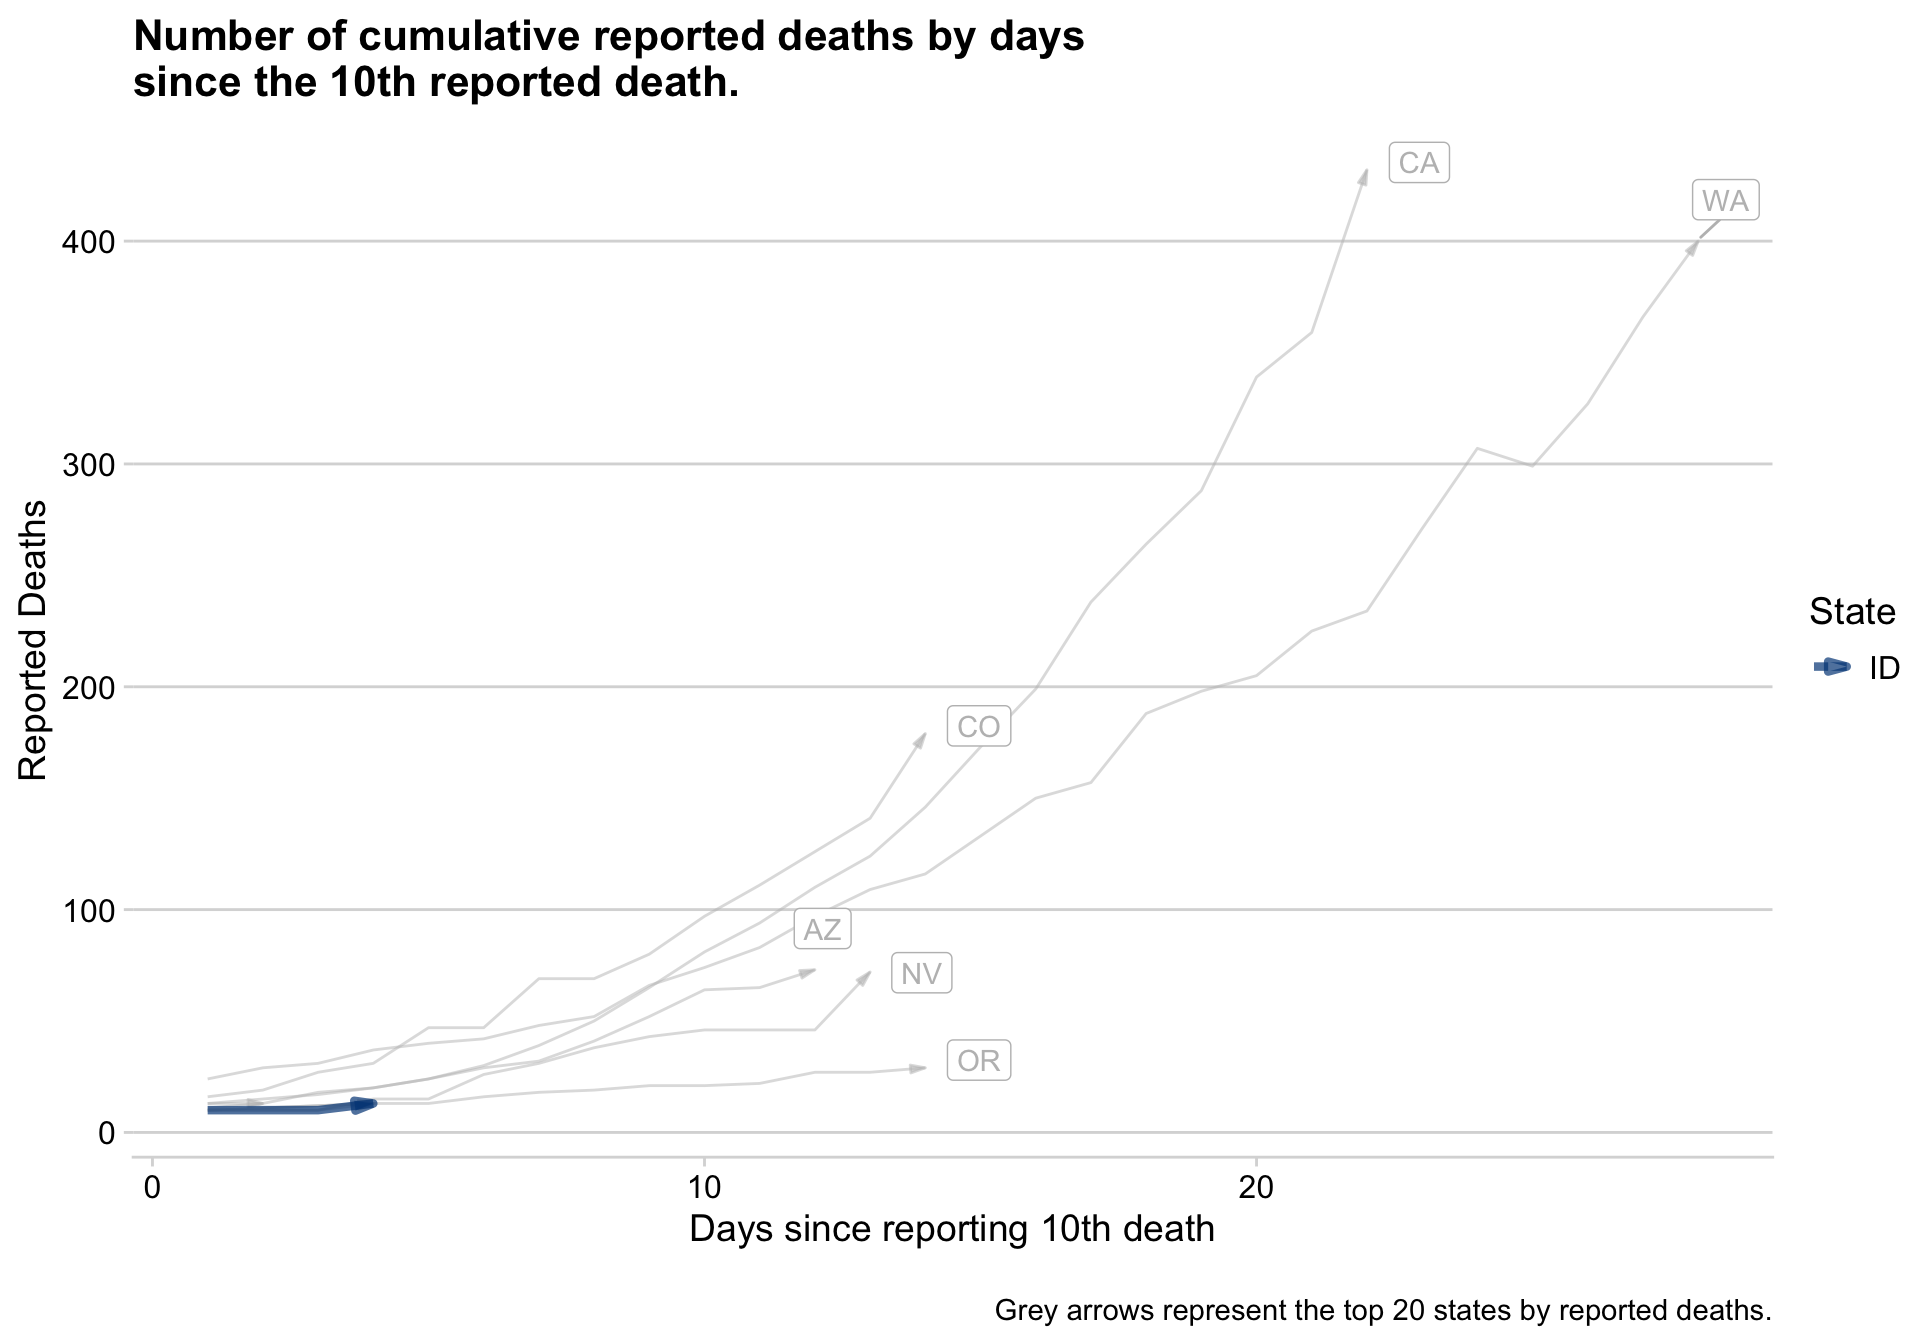 Number of cumulative reported deaths by days
since the 10th reported death.
CA
WA
400
300
Reported Deaths
State
ID
200
CO
100
AZ
NV
OR
0
0 10 20
Days since reporting 10th death
Grey arrows represent the top 20 states by reported deaths.